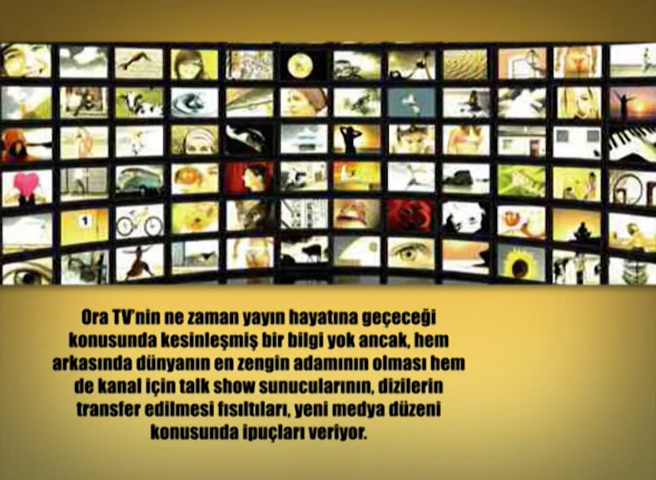 1
Ora TV'nin ne zaman yayın hayatına geçeceği
konusunda kesinleşmiş bir bilgi yok ancak, hem
arkasında dünyanın en zengin adamının olması hem
de kanal için talk show sunucularının, dizilerin
transfer edilmesi fısıltıları, yeni medya düzeni
konusunda ipuçları veriyor.